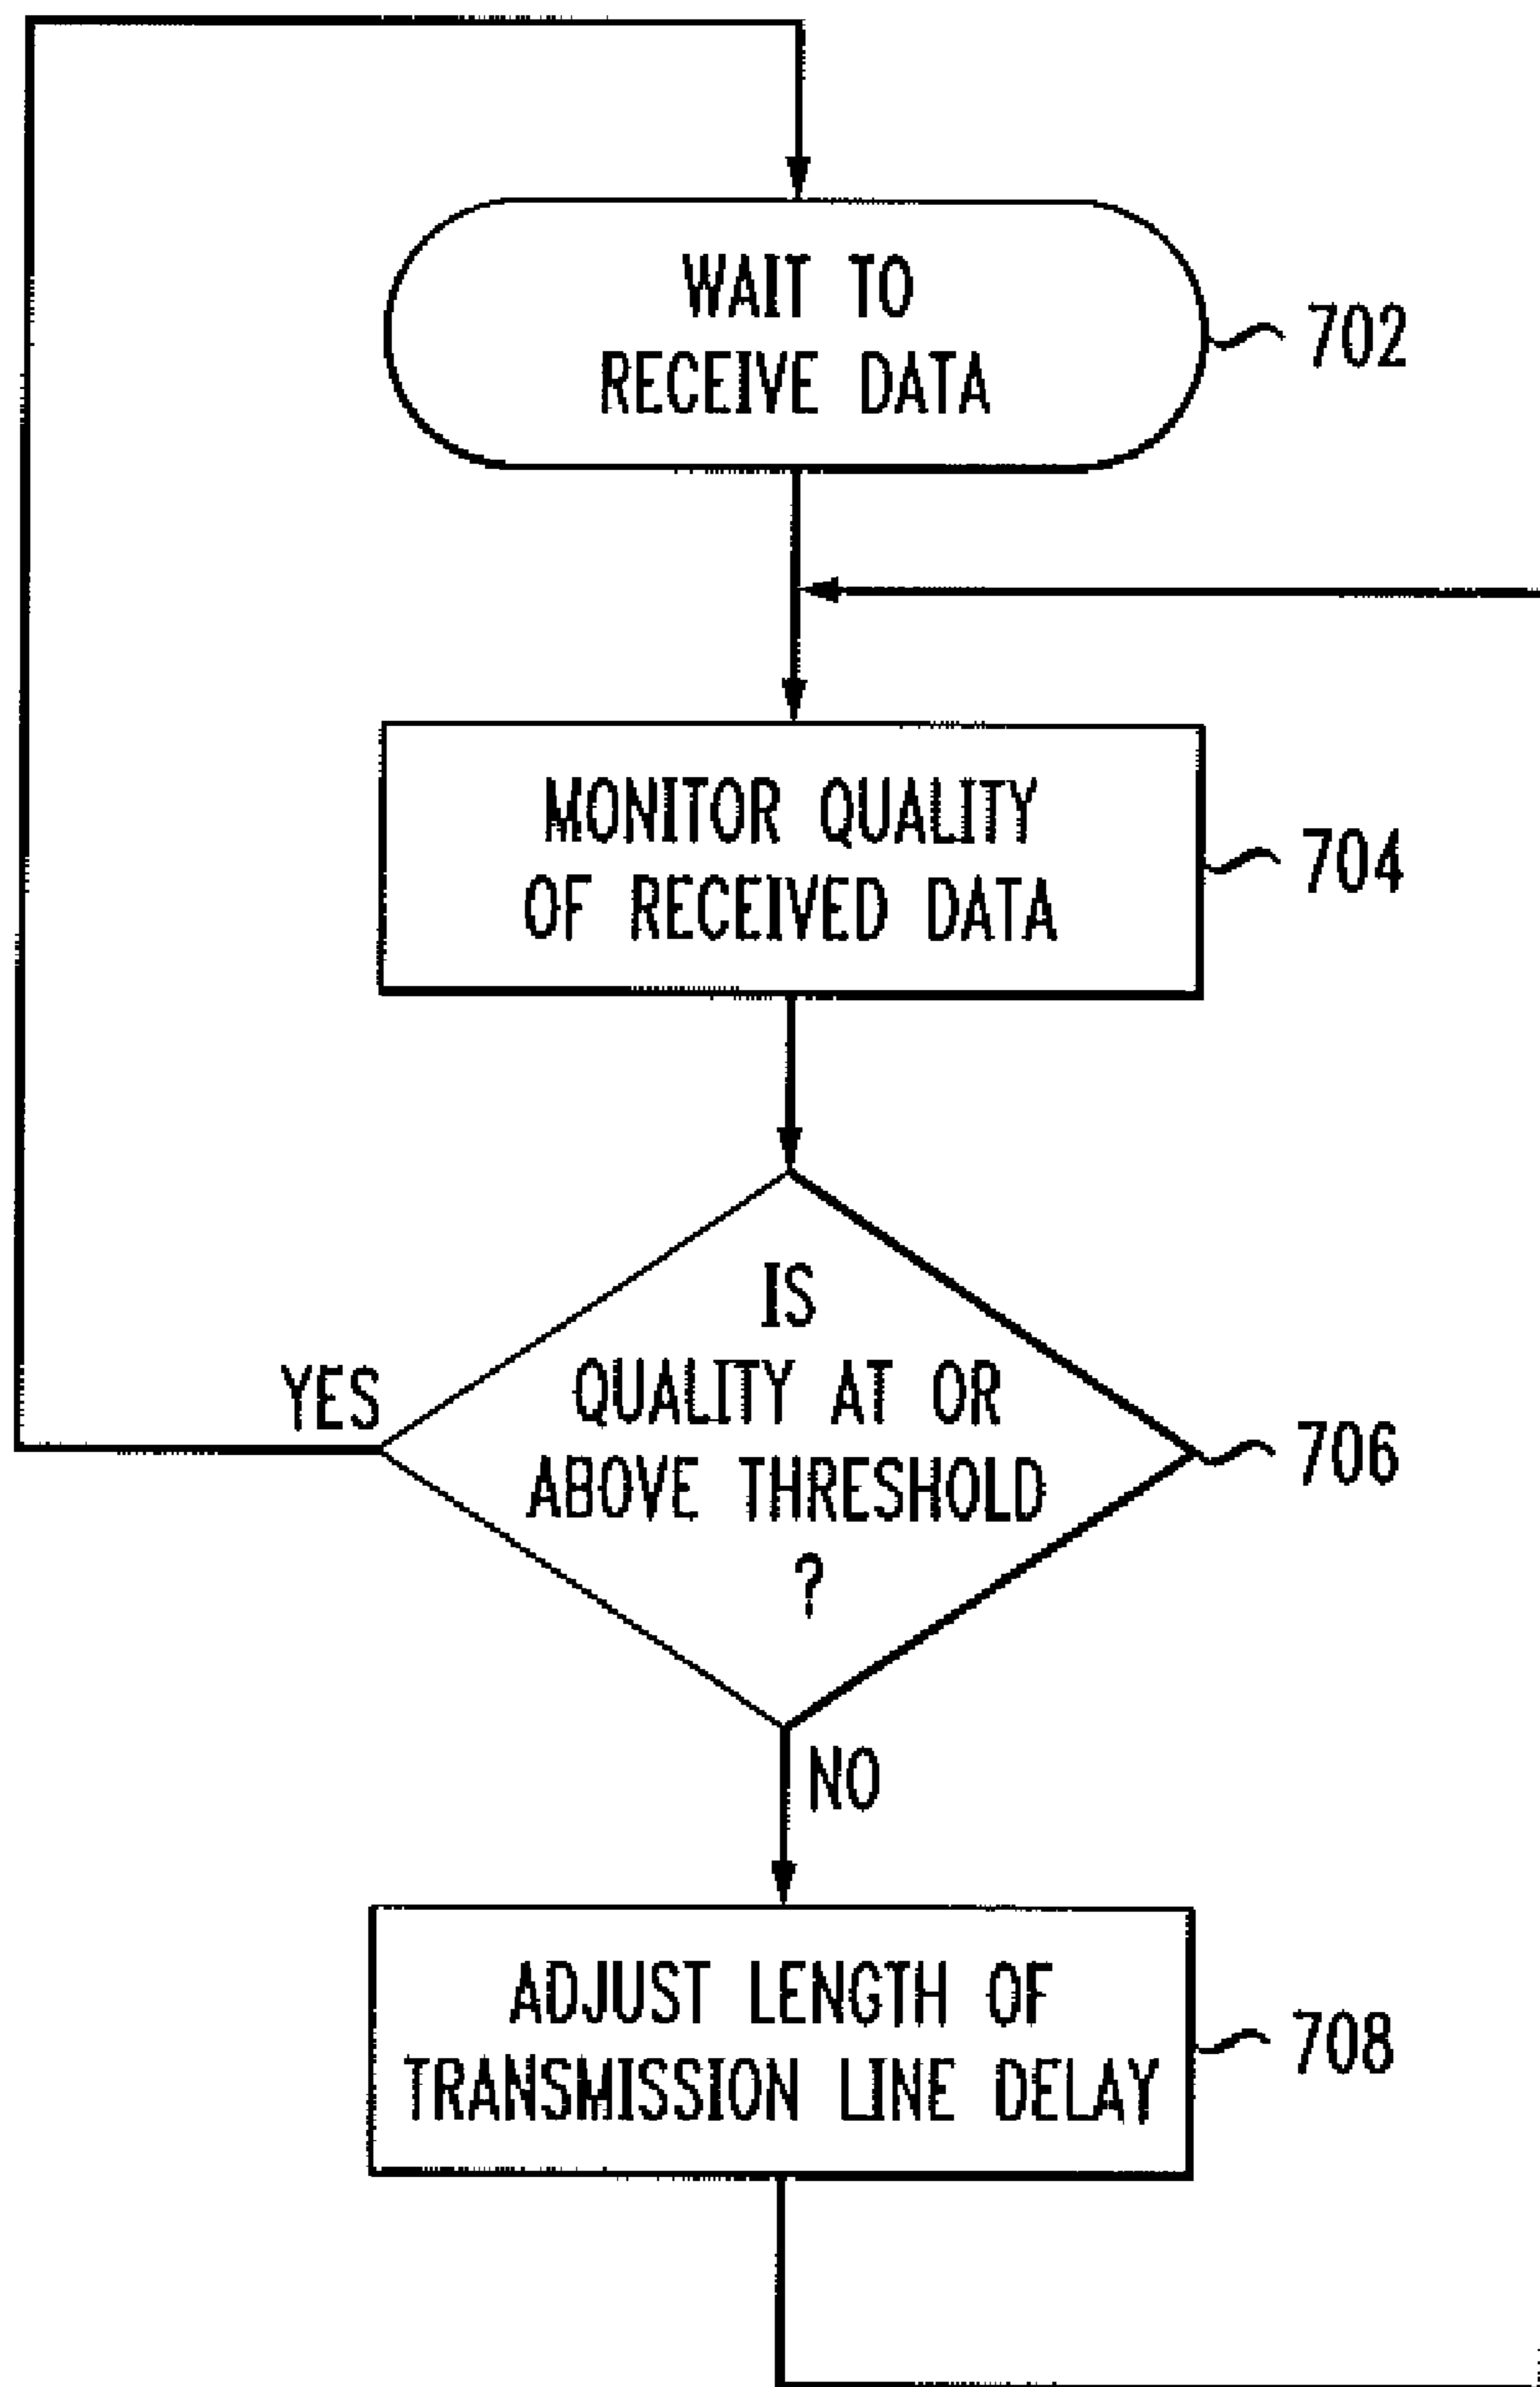 WAIT TO
RECEIVE DATA
702
MONITOR QUALITY
OF RECEIVED DATA
704
IS
QUALITY AT OR
ABOVE THRESHOLD
?
706
YES
NO
ADJUST LENGTH OF
TRANSMISSION LINE DELAY
708